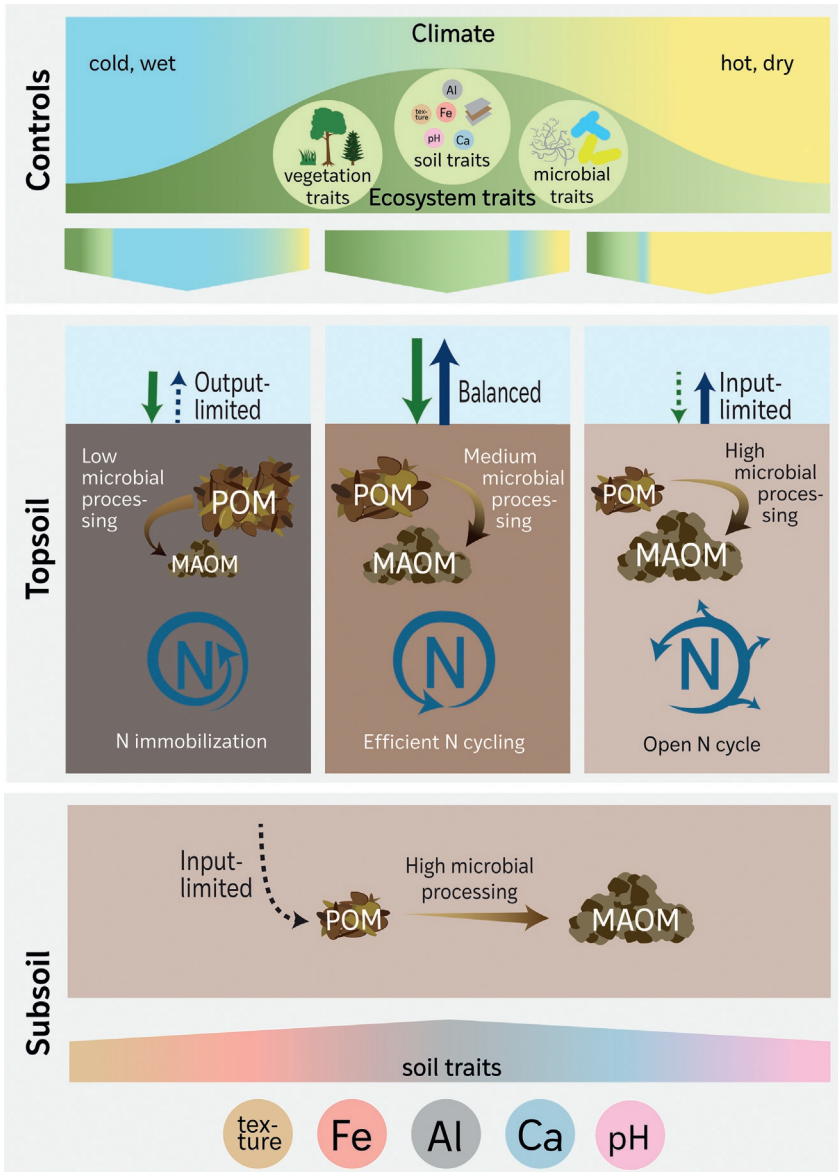 Controls
Climate
cold, wet
hot, dry
Al
tex-
ture
Fe
pH
Ca
soil traits
vegetation
traits
microbial
traits
Ecosystem traits
Topsoil
Output-
limited
Low
microbial
proces-
sing
POM
MAOM
N
N immobilization
Balanced
Medium
microbial
proces-
sing
POM
MAOM
N
Efficient N cycling
Input-
limited
High
microbial
proces-
sing
POM
MAOM
N
Open N cycle
Subsoil
Input-
limited
POM
High microbial
processing
MAOM
soil traits
tex-
ture
Fe
Al
Ca
pH